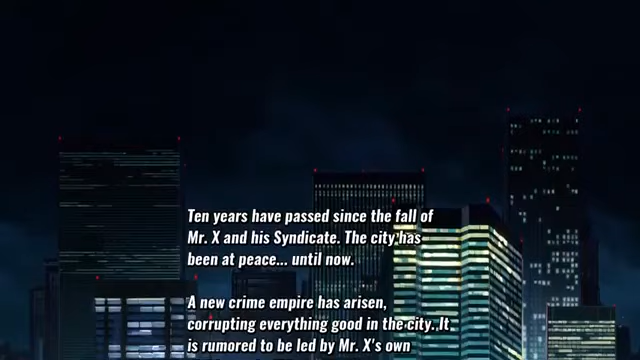 Ten years have passed since the fall of
Mr. X and his Syndicate. The city has
been at peace... until now.
A new crime empire has arisen,
corrupting everything good in the city. It
is rumored to be led by Mr. X's own